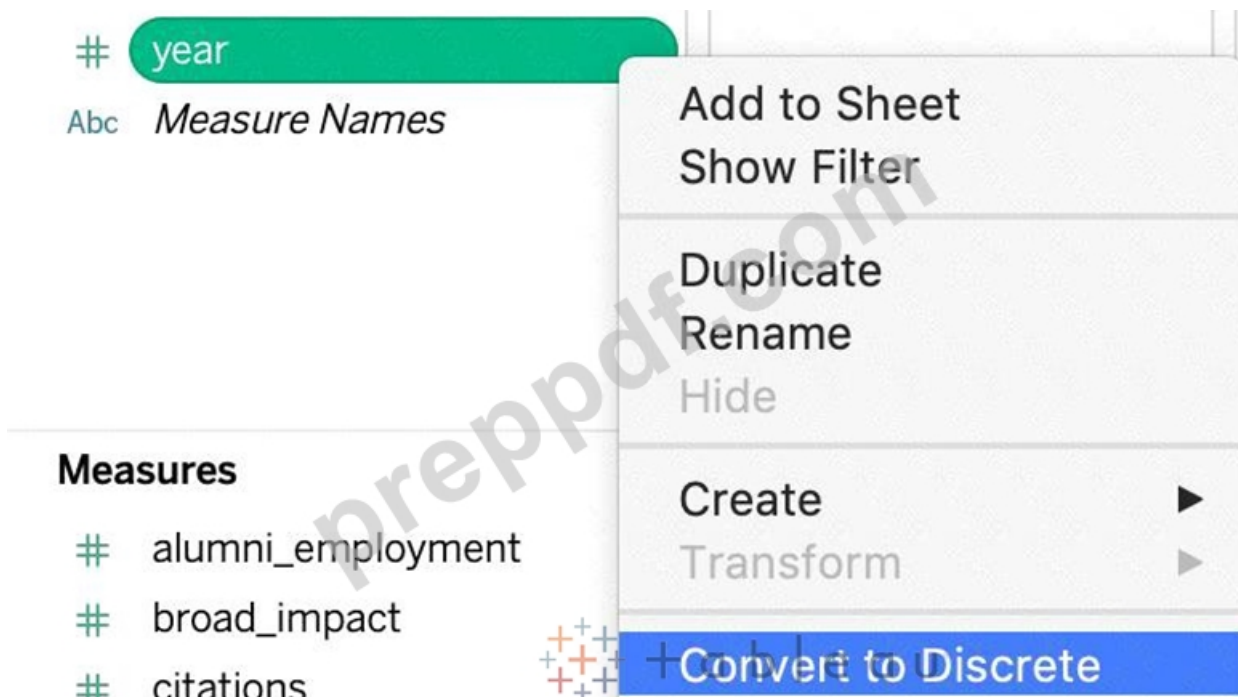 year
Abc Measure Names
Add to Sheet
Show Filter
Duplicate
Rename
Hide
Measures
Create
Transform
alumni_employment
broad_impact
citations
Convert to Discrete
preppdf.com
+ a b | e a u